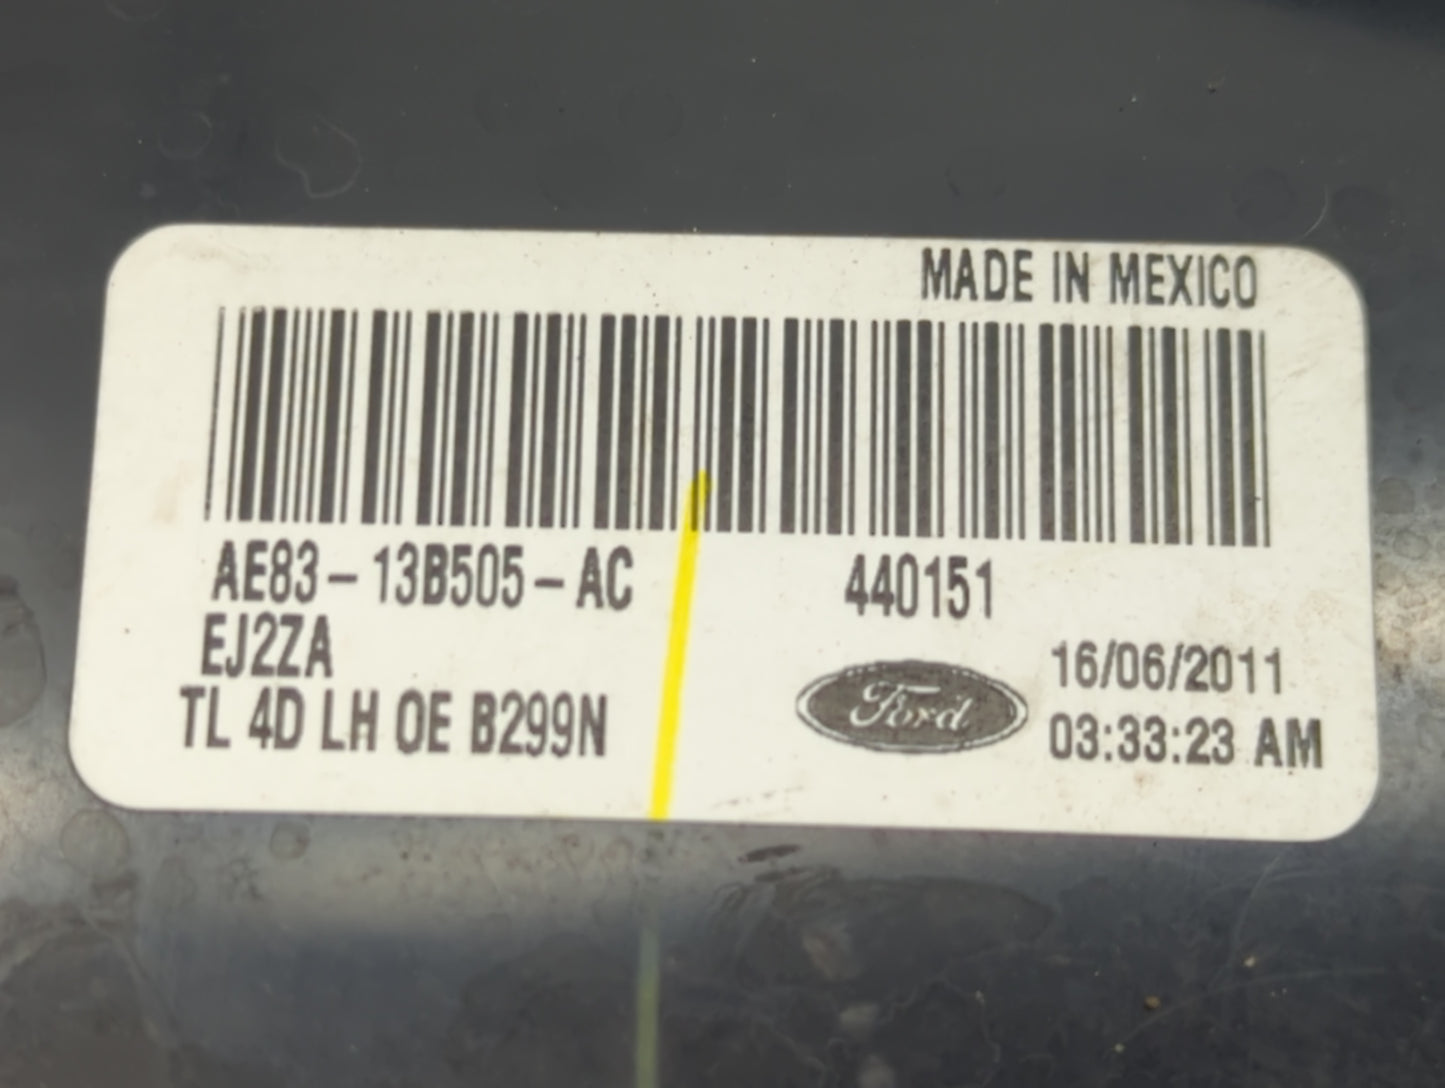 MADE IN MEXICO
AE83-13B505-AC 440151
EJ2ZA
TL 4D LH OE B299N
Ford
16/06/2011
03:33:23 AM